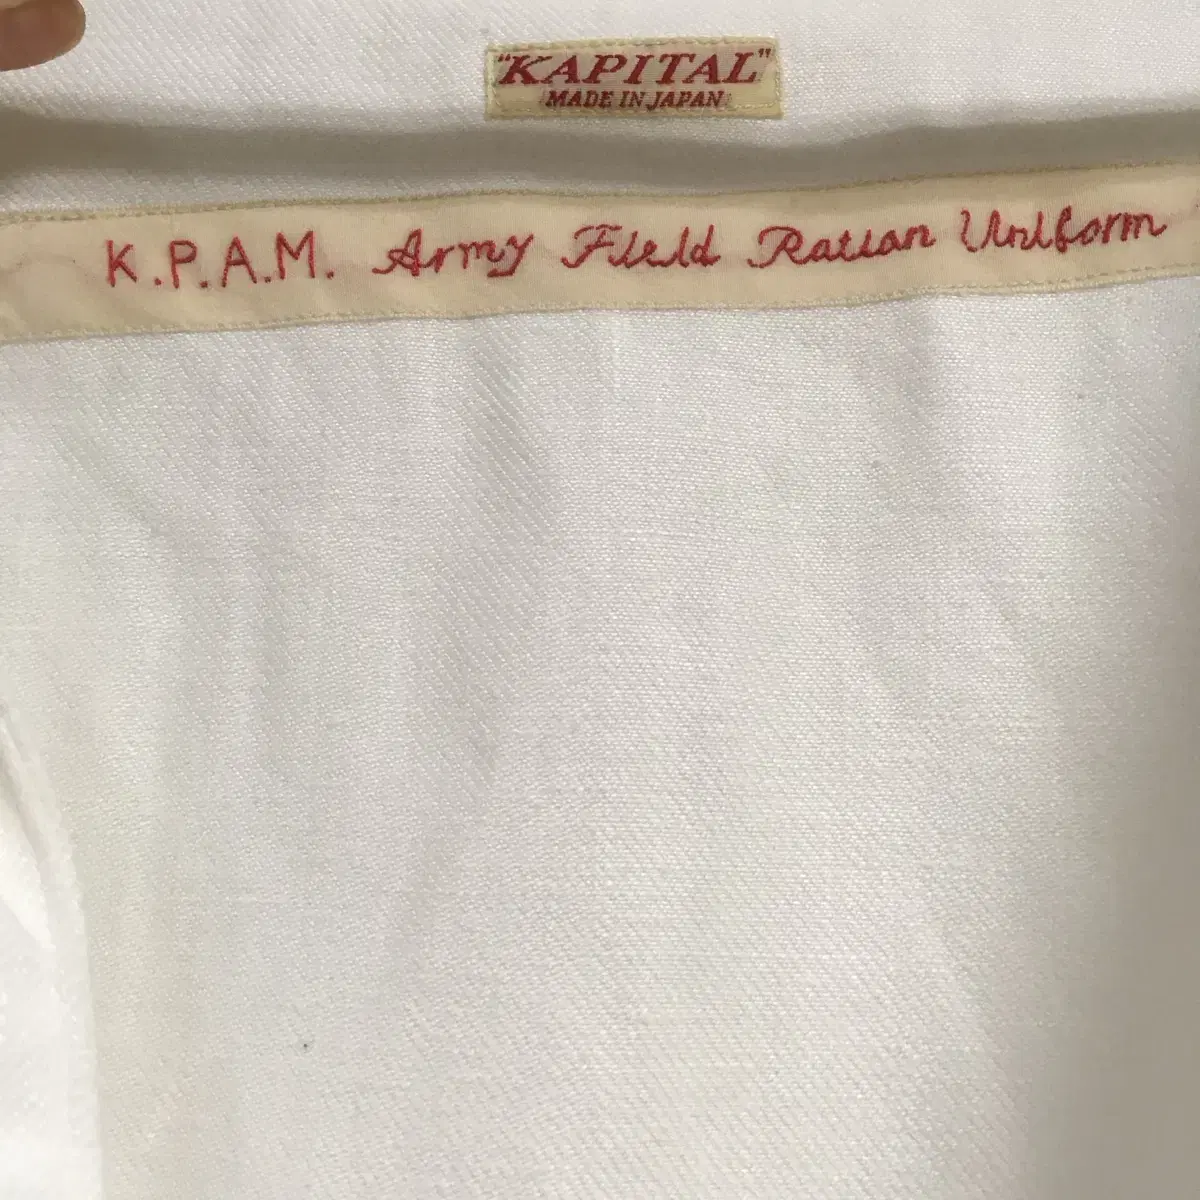 "KAPITAL"
MADE IN JAPAN
K.P.A.M. Army Field Ration Uniform